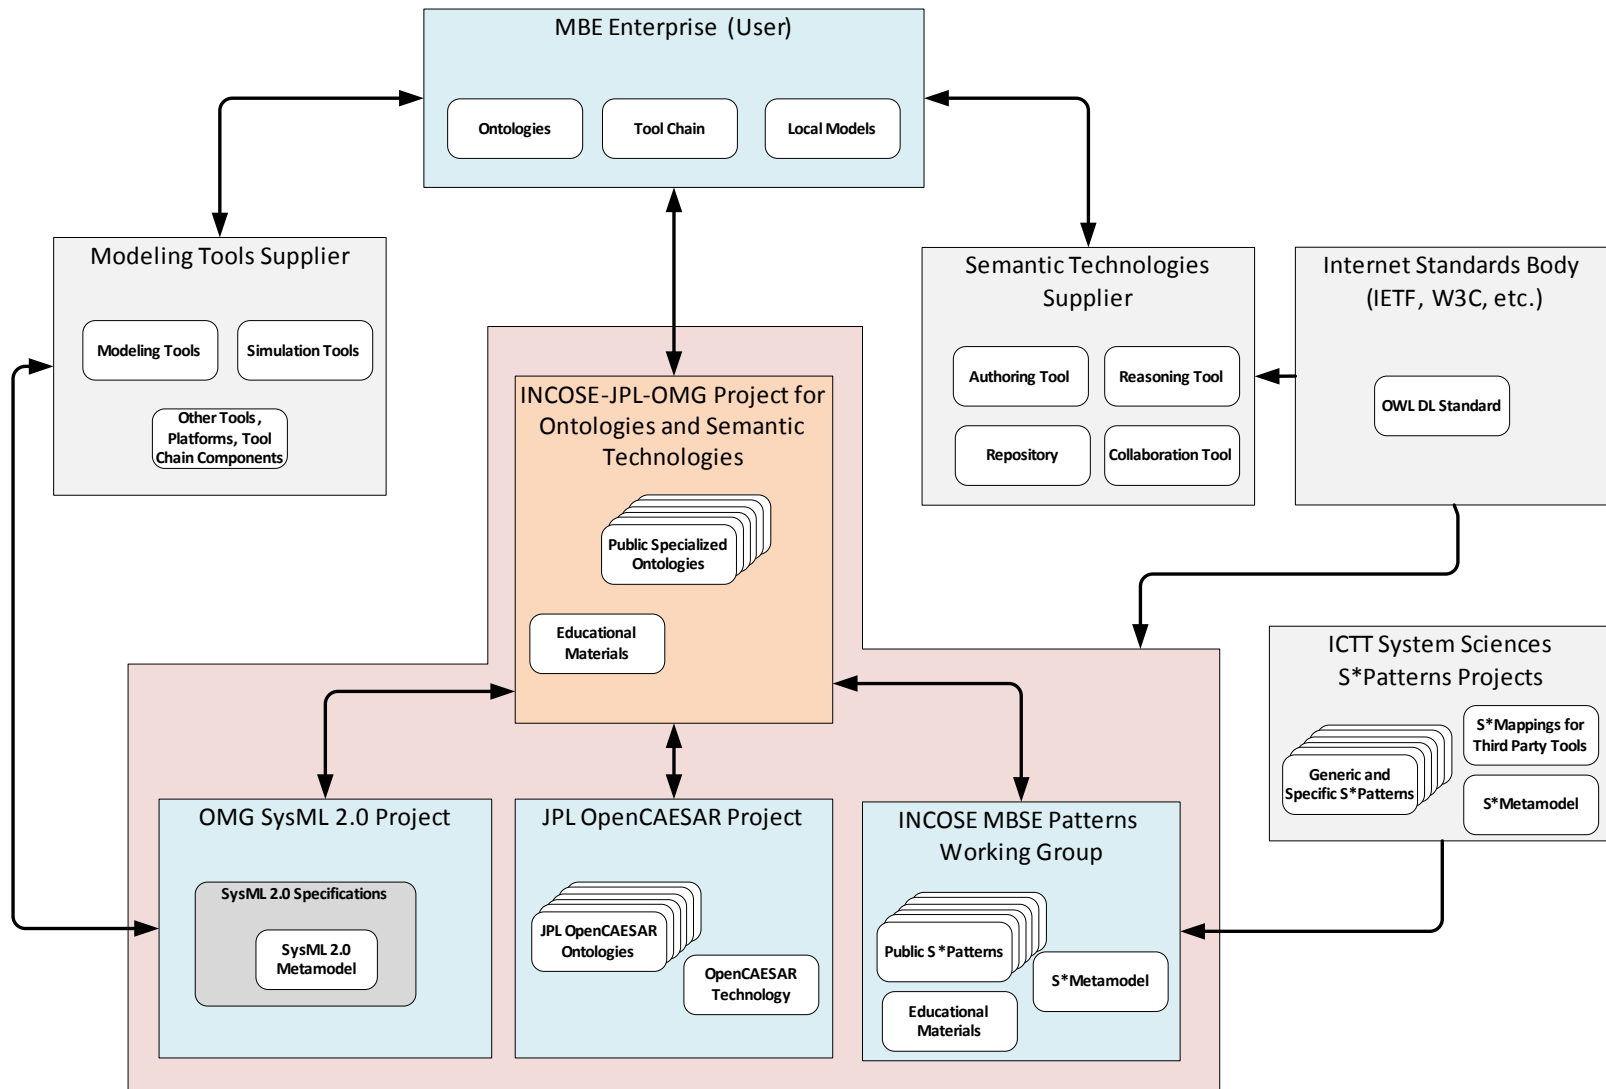 MBE Enterprise (User)
Ontologies
Tool Chain
Local Models
Modeling Tools Supplier
Modeling Tools
Simulation Tools
Other Tools,
Platforms, Tool
Chain Components
Semantic Technologies
Supplier
Authoring Tool
Reasoning Tool
Repository
Collaboration Tool
Internet Standards Body
(IETF, W3C, etc.)
OWL DL Standard
INCOSE-JPL-OMG Project for
Ontologies and Semantic
Technologies
Public Specialized
Ontologies
Educational
Materials
ICTT System Sciences
S*Patterns Projects
S*Mappings for
Third Party Tools
Generic and
Specific S*Patterns
S*Metamodel
OMG SysML 2.0 Project
SysML 2.0 Specifications
SysML 2.0
Metamodel
JPL OpenCAESAR Project
JPL OpenCAESAR
Ontologies
OpenCAESAR
Technology
INCOSE MBSE Patterns
Working Group
Public S*Patterns
S*Metamodel
Educational
Materials